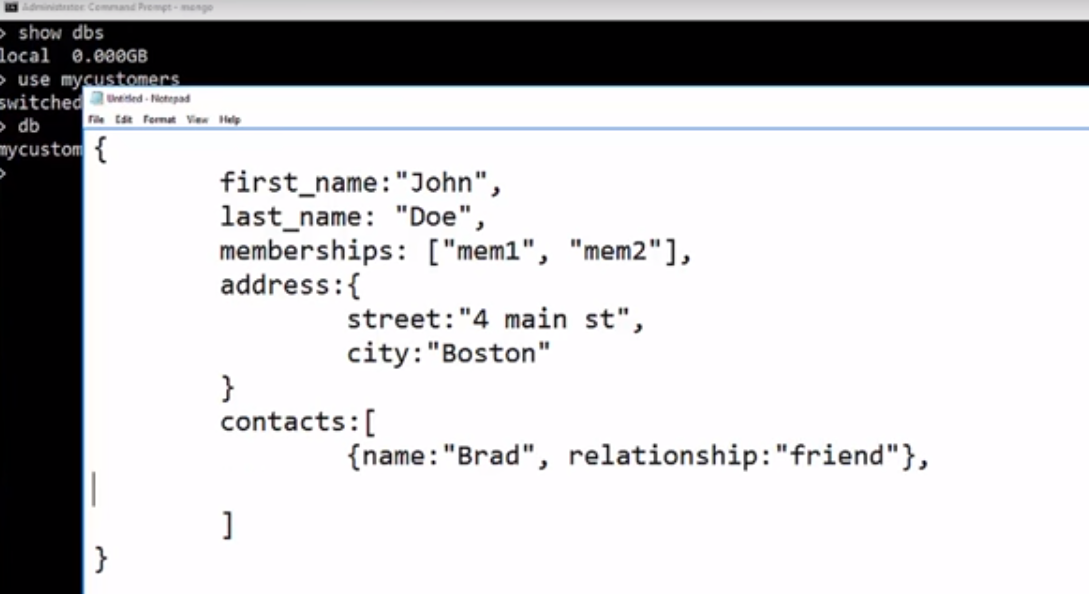 Administrator: Command Prompt - mongo
> show dbs
local 0.000GB
> use mycustomers
switched
> db
mycustom
>
Untitled - Notepad
File Edit Format View Help
{
first_name:"John",
last_name: "Doe",
memberships: ["mem1", "mem2"],
address:{
street:"4 main st",
city:"Boston"
}
contacts:[
{name:"Brad", relationship:"friend"},
]
}